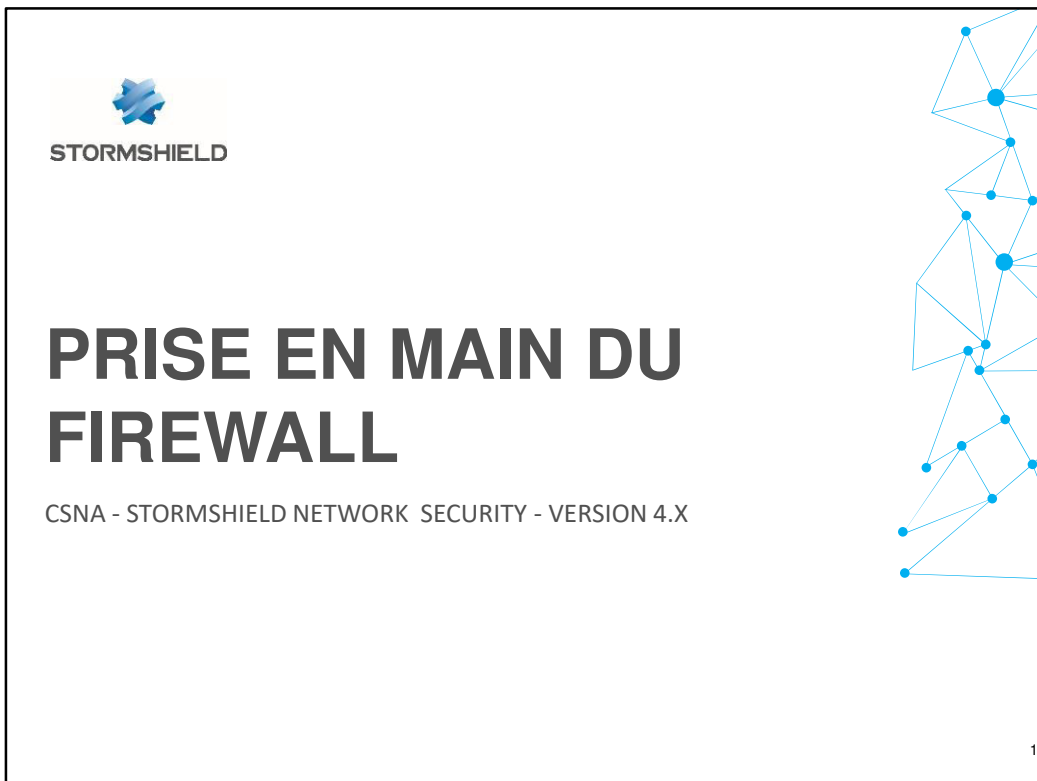 STORMSHIELD
PRISE EN MAIN DU
FIREWALL
CSNA - STORMSHIELD NETWORK SECURITY - VERSION 4.X
1